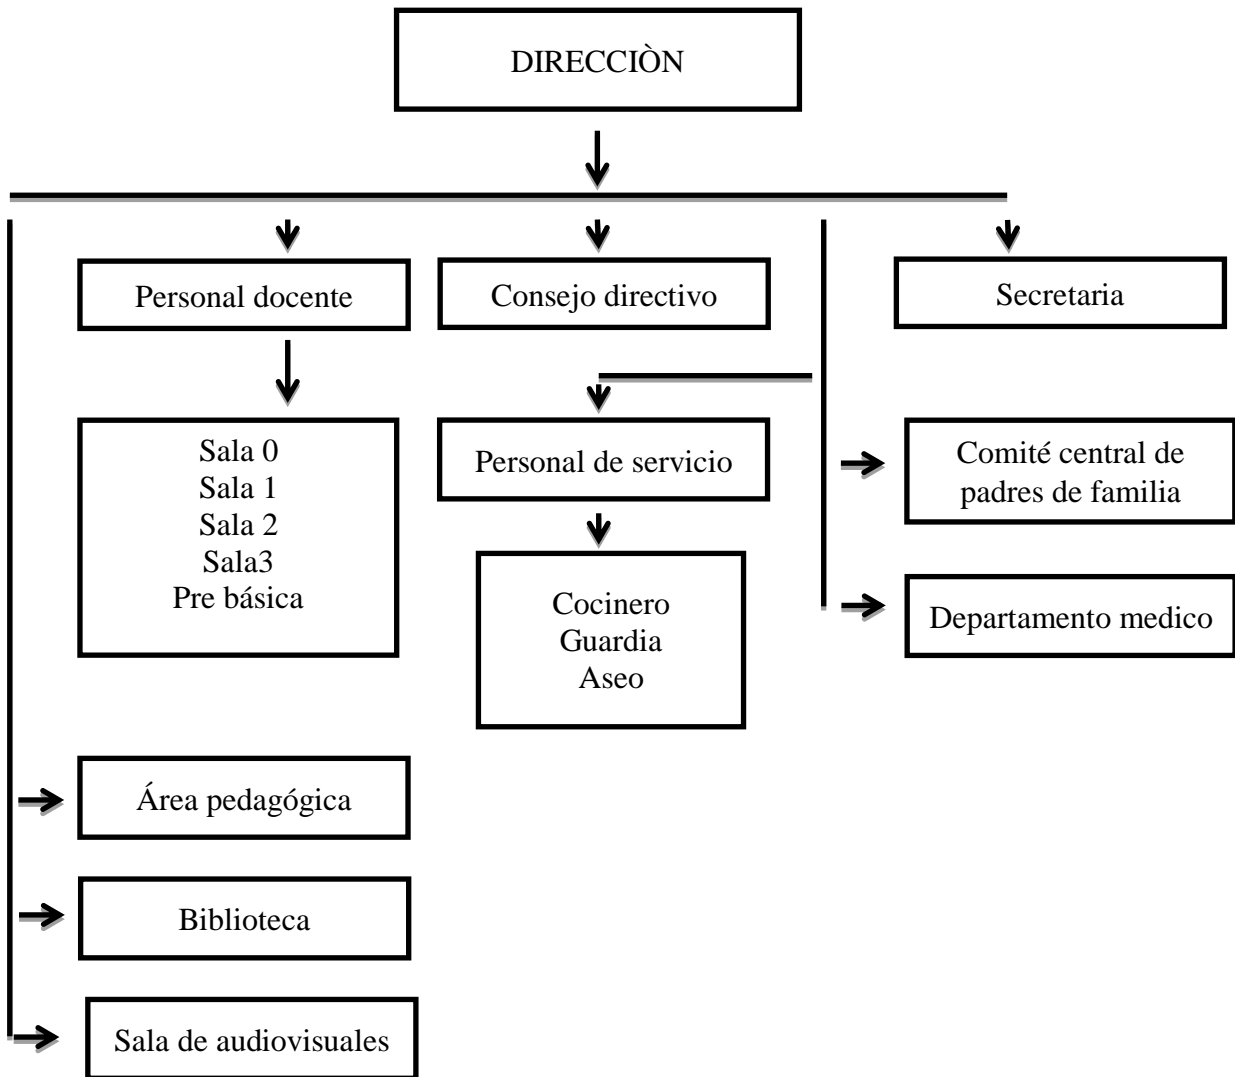 DIRECCIÒN
Personal docente
Consejo directivo
Secretaria
Sala 0
Sala 1
Sala 2
Sala3
Pre básica
Personal de servicio
Comité central de
padres de familia
Cocinero
Guardia
Aseo
Departamento medico
Área pedagógica
Biblioteca
Sala de audiovisuales